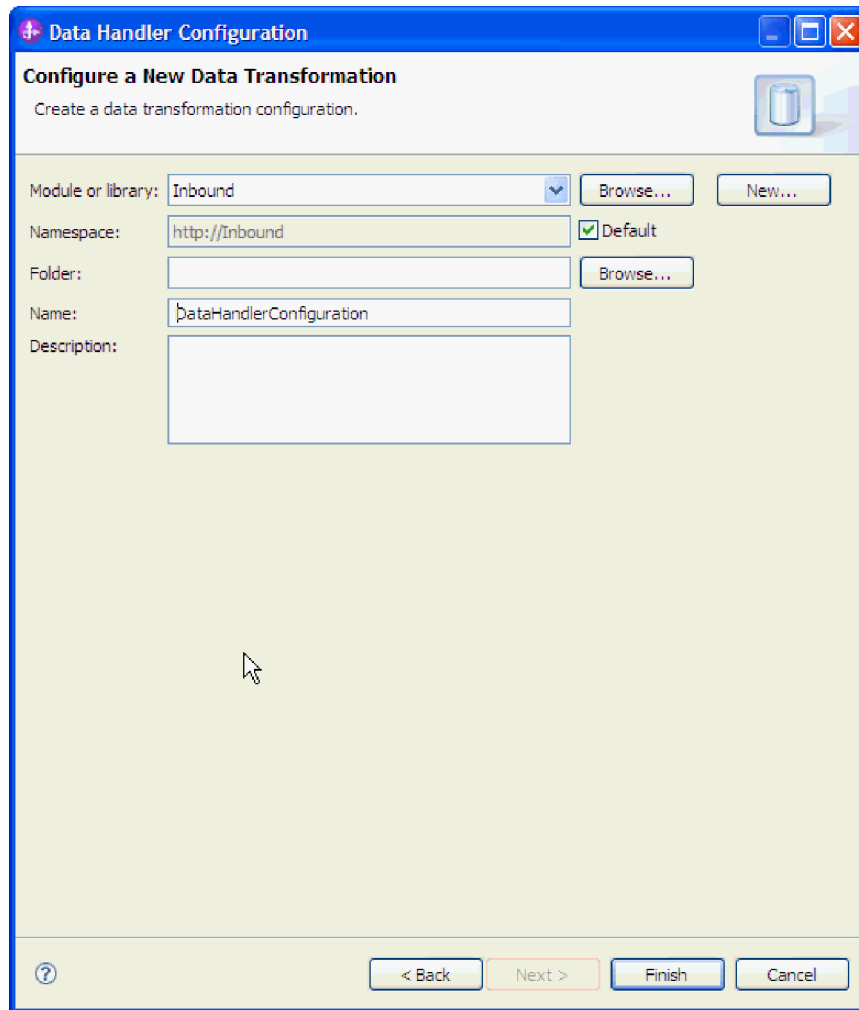 Data Handler Configuration
Configure a New Data Transformation
Create a data transformation configuration.
Module or library: Inbound Browse... New...
Namespace: http://Inbound Default
Folder: Browse...
Name: DataHandlerConfiguration
Description:
? < Back Next > Finish Cancel